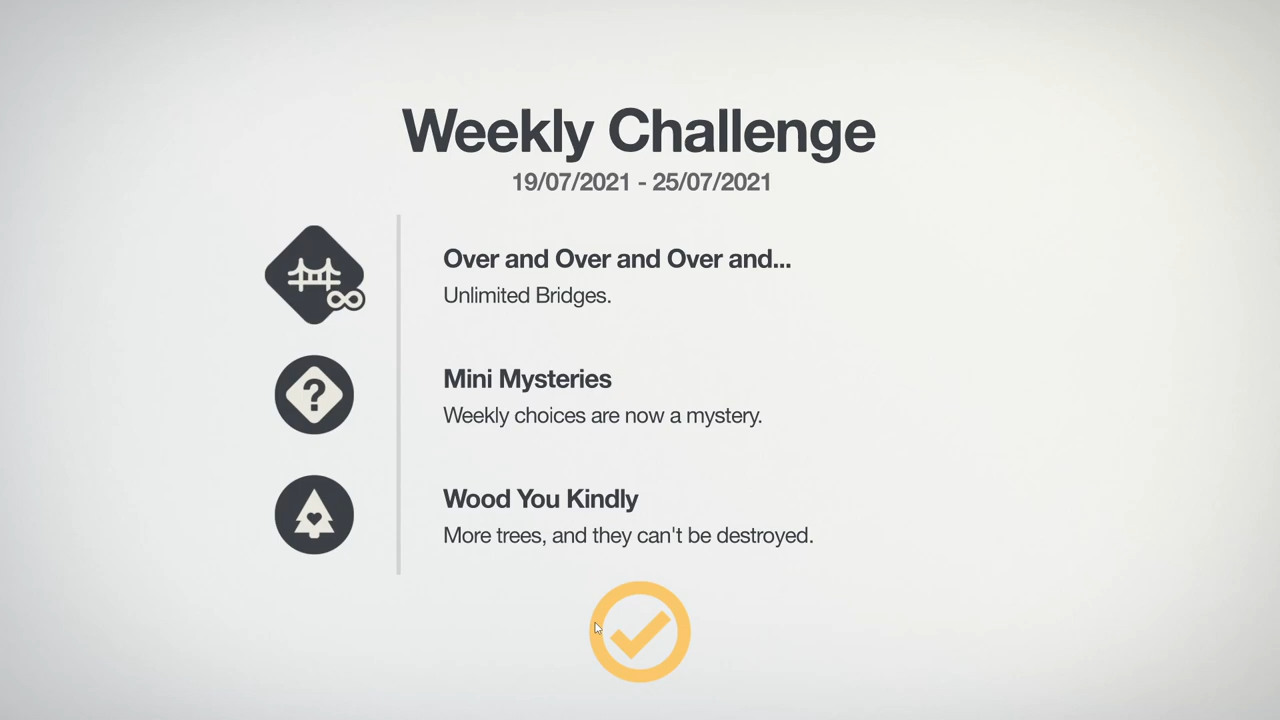 Weekly Challenge
19/07/2021 - 25/07/2021
Over and Over and Over and...
Unlimited Bridges.
?
Mini Mysteries
Weekly choices are now a mystery.
Wood You Kindly
More trees, and they can't be destroyed.